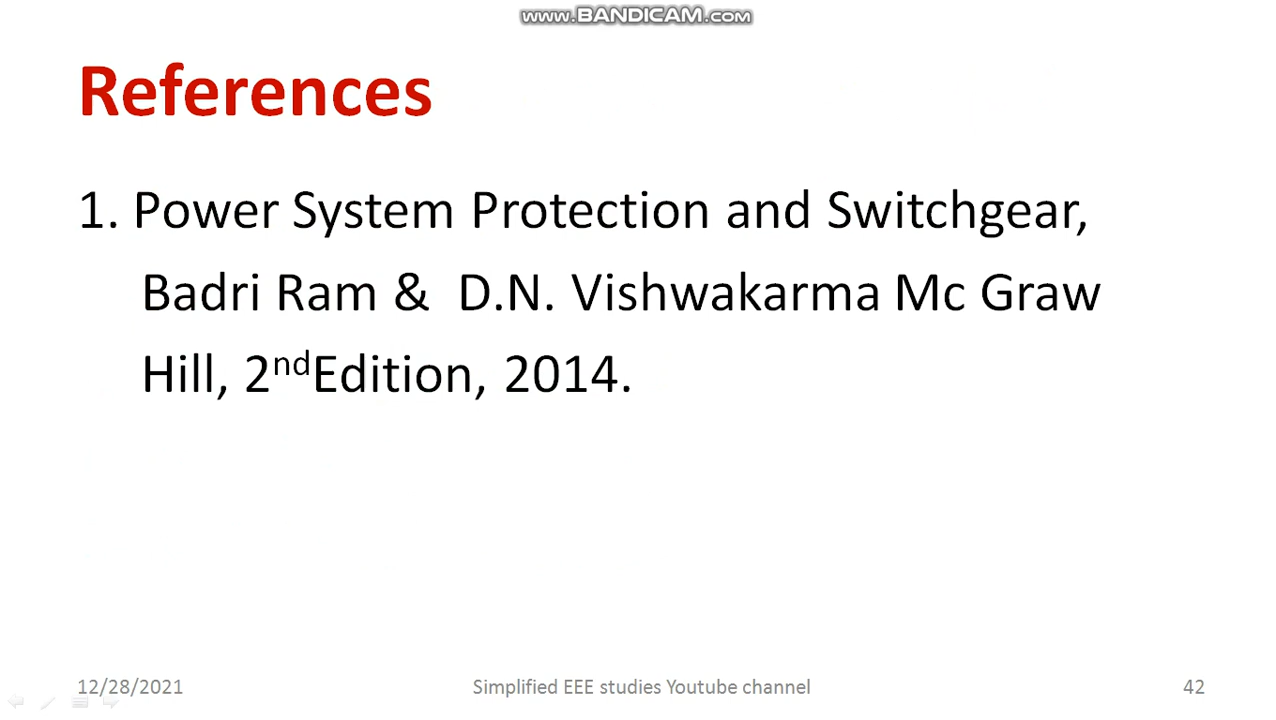 www.BANDICAM.com
References
1. Power System Protection and Switchgear,
Badri Ram & D.N. Vishwakarma Mc Graw
Hill, 2ndEdition, 2014.
12/28/2021 Simplified EEE studies Youtube channel 42